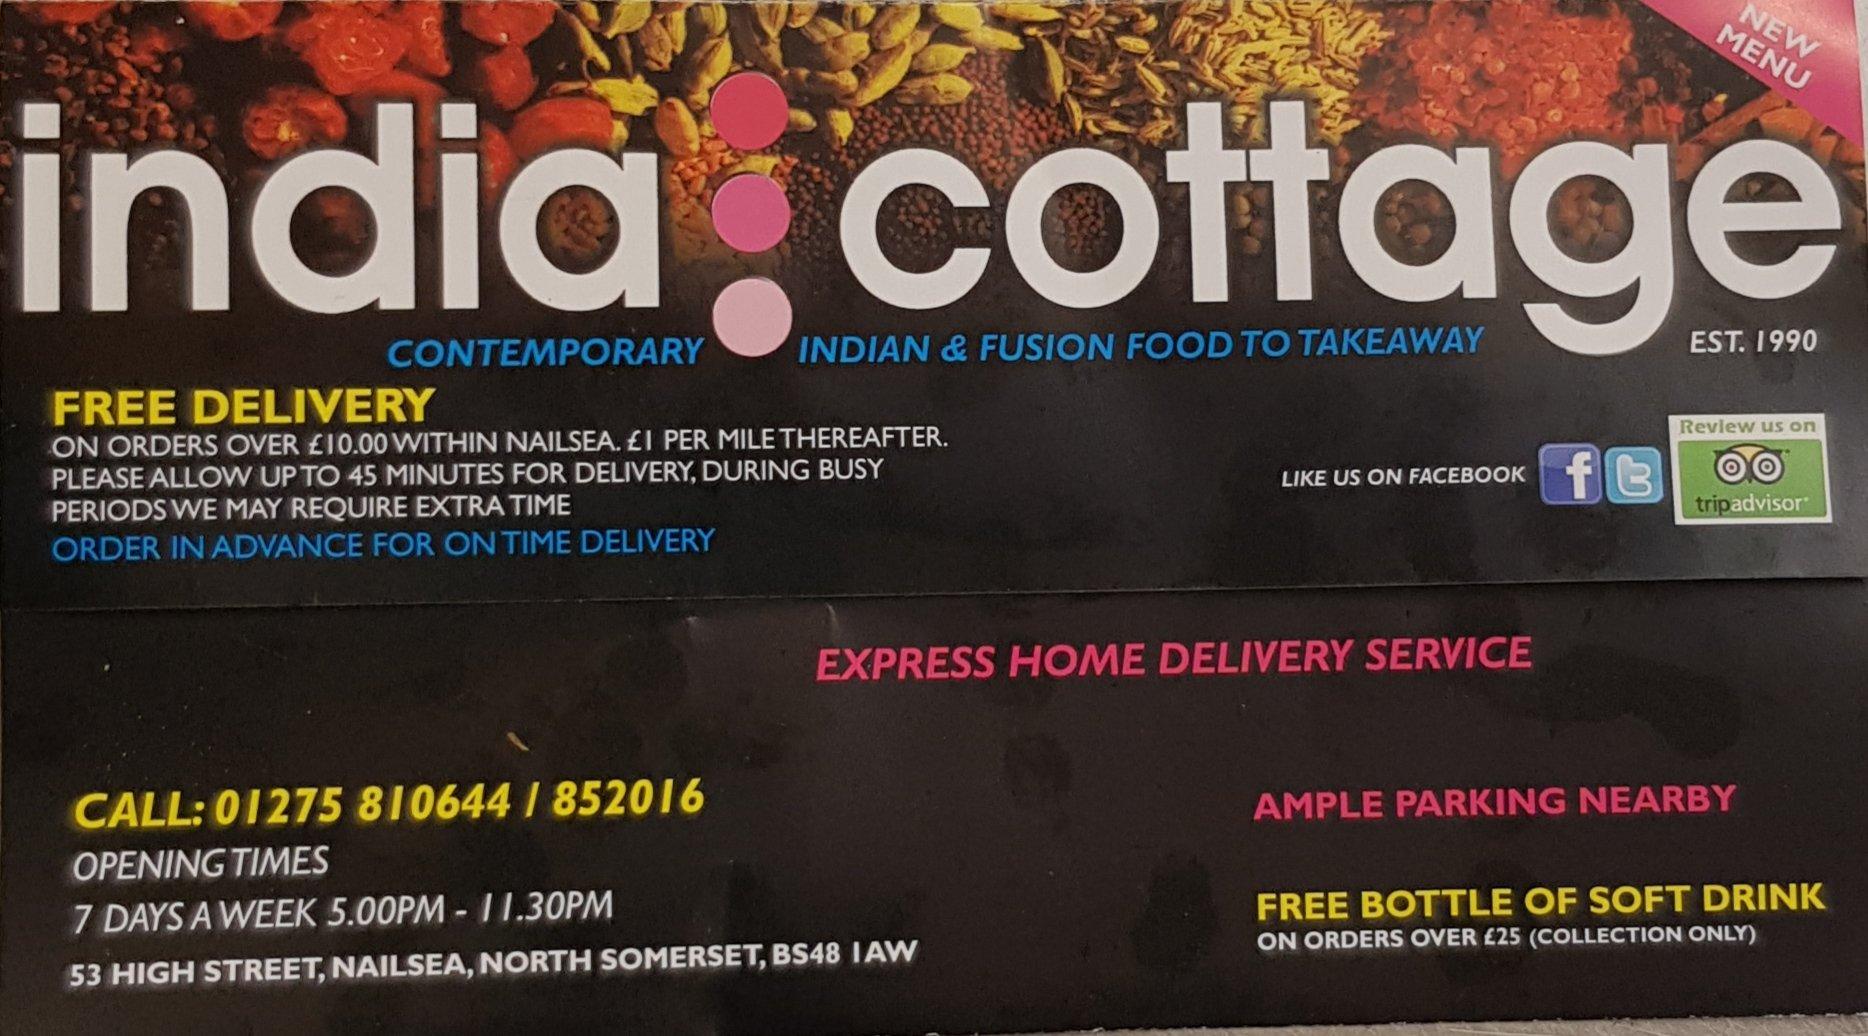 NEW
MENU
india cottage
CONTEMPORARY INDIAN & FUSION FOOD TO TAKEAWAY
EST. 1990
FREE DELIVERY
ON ORDERS OVER £10.00 WITHIN NAILSEA. £1 PER MILE THEREAFTER.
PLEASE ALLOW UP TO 45 MINUTES FOR DELIVERY, DURING BUSY
PERIODS WE MAY REQUIRE EXTRA TIME
ORDER IN ADVANCE FOR ON TIME DELIVERY
LIKE US ON FACEBOOK
f
t
Review us on
tripadvisor®
EXPRESS HOME DELIVERY SERVICE
CALL: 01275 810644 / 852016
OPENING TIMES
7 DAYS A WEEK 5.00PM - 11.30PM
53 HIGH STREET, NAILSEA, NORTH SOMERSET, BS48 1AW
AMPLE PARKING NEARBY
FREE BOTTLE OF SOFT DRINK
ON ORDERS OVER £25 (COLLECTION ONLY)